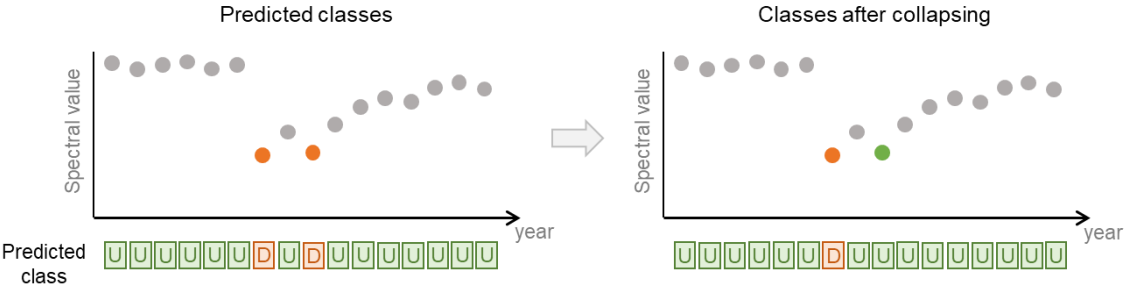 Predicted classes
Classes after collapsing
Spectral value
Spectral value
year
year
Predicted
class
U U U U U U D U D U U U U U U U
U U U U U U D U U U U U U U U U